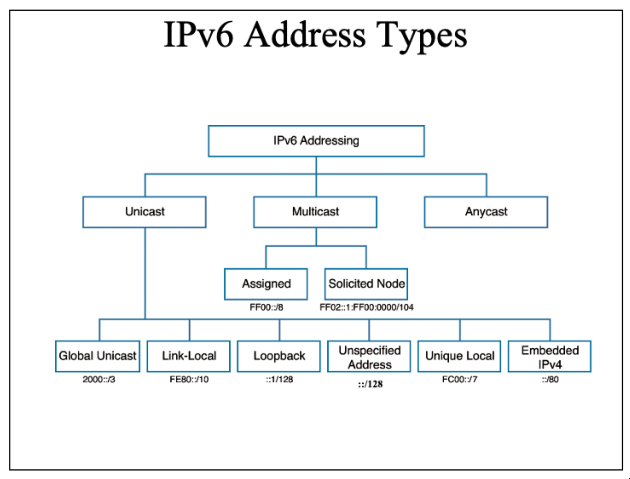 IPv6 Address Types
IPv6 Addressing
Unicast
Multicast
Anycast
Assigned
FF00::/8
Solicited Node
FF02::1:FF00:0000/104
Global Unicast
2000::/3
Link-Local
FE80::/10
Loopback
::1/128
Unspecified
Address
::/128
Unique Local
FC00::/7
Embedded
IPv4
::/80